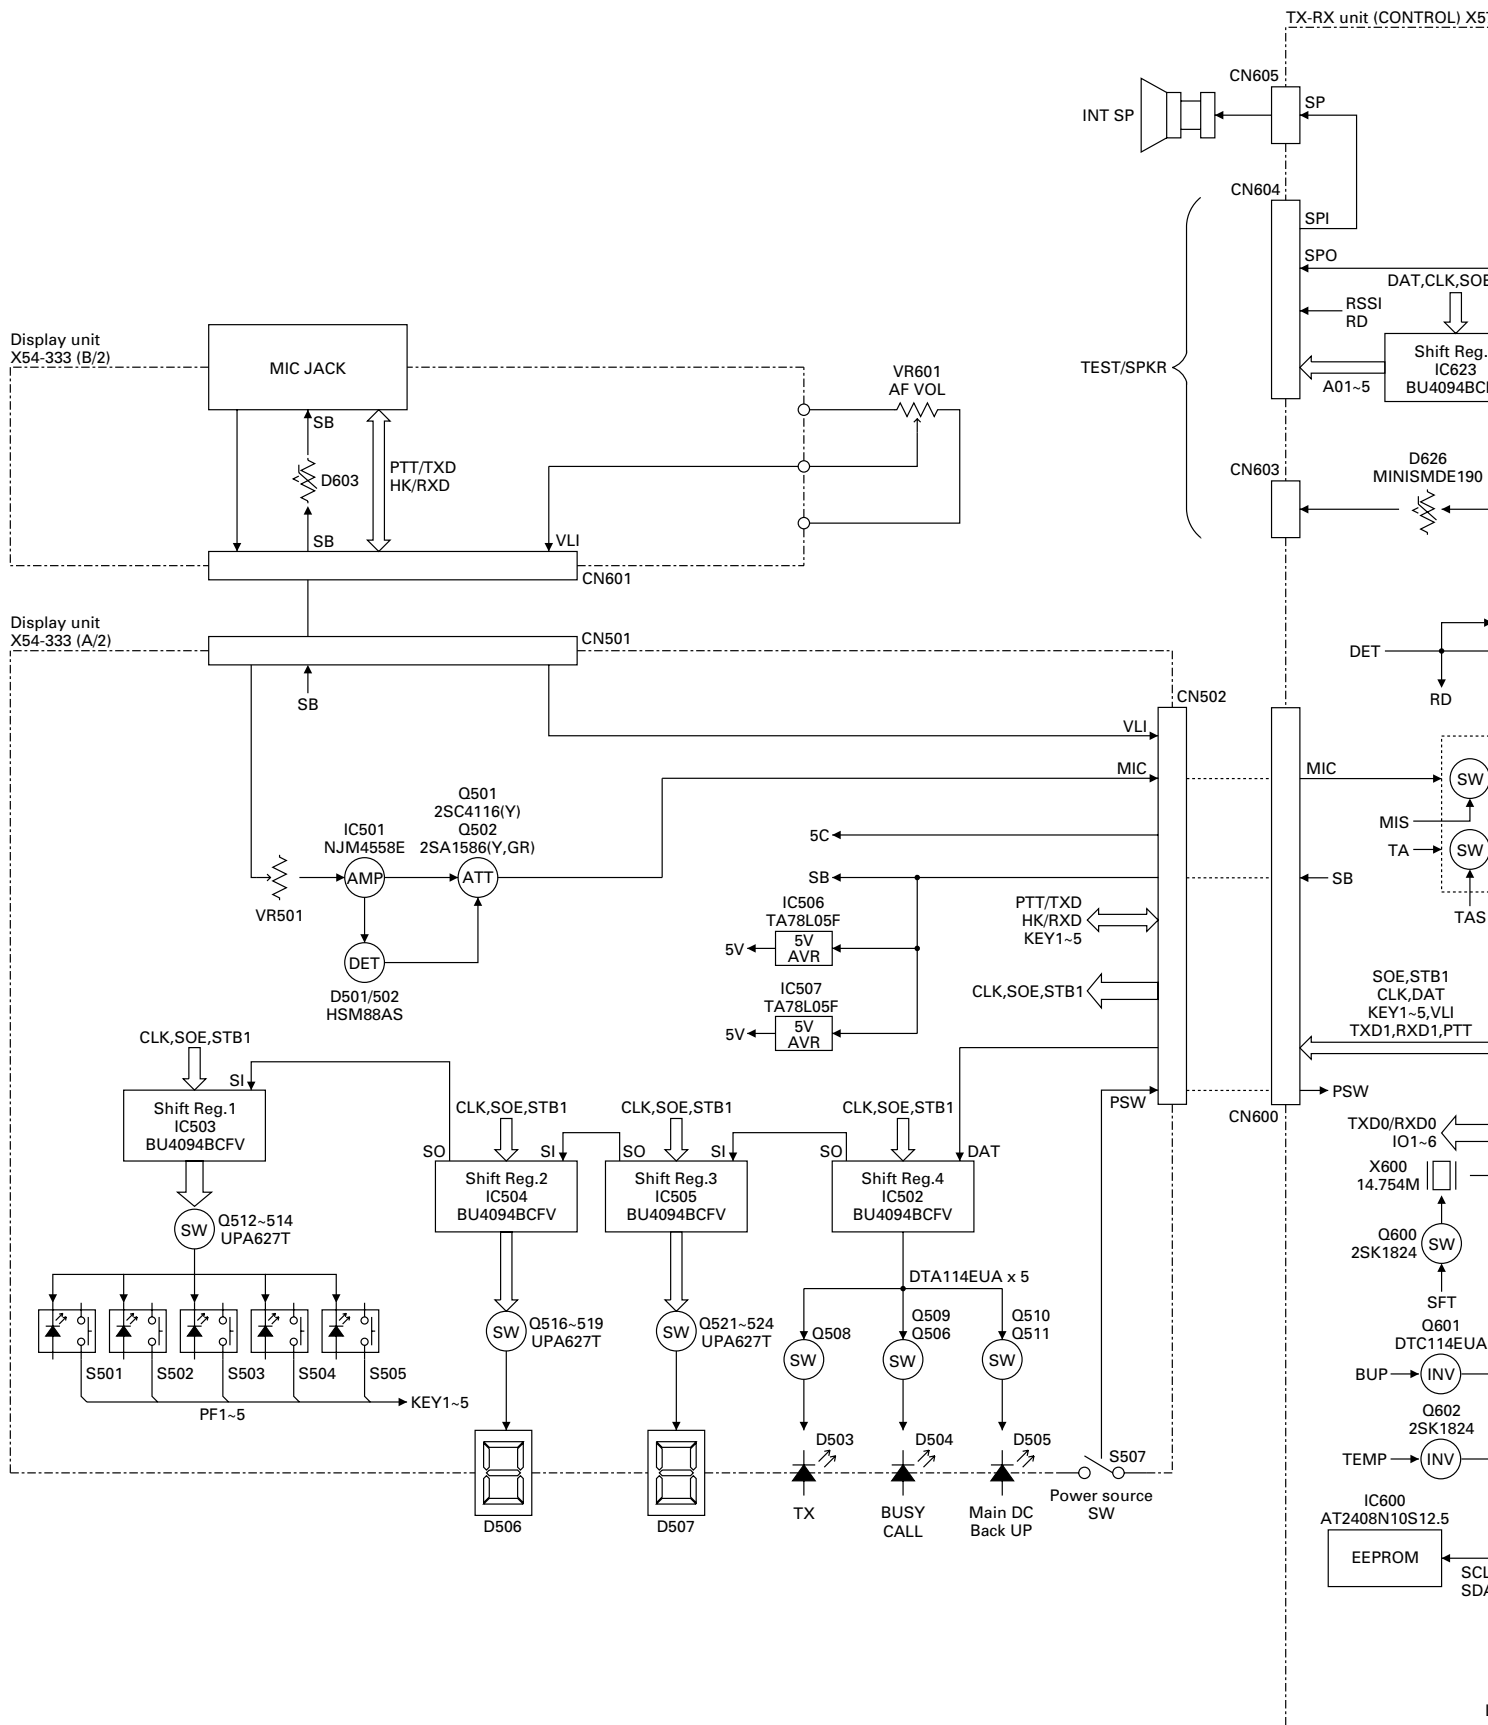 TX-RX unit (CONTROL) X5
CN605
SP
INT SP
CN604
SPI
SPO
DAT,CLK,SOE
RSSI
RD
Shift Reg.
IC623
BU4094BC
A01~5
TEST/SPKR
CN603
D626
MINISMDE190
Display unit
X54-333 (B/2)
MIC JACK
VR601
AF VOL
SB
D603
PTT/TXD
HK/RXD
SB
VLI
CN601
Display unit
X54-333 (A/2)
CN501
SB
DET
RD
CN502
VLI
MIC
MIC
SW
MIS
TA
SW
SB
TAS
Q501
2SC4116(Y)
Q502
2SA1586(Y,GR)
IC501
NJM4558E
AMP
ATT
VR501
DET
D501/502
HSM88AS
5C
SB
IC506
TA78L05F
5V
5V
AVR
IC507
TA78L05F
5V
5V
AVR
PTT/TXD
HK/RXD
KEY1~5
CLK,SOE,STB1
SOE,STB1
CLK,DAT
KEY1~5,VLI
TXD1,RXD1,PTT
PSW
PSW
CN600
CLK,SOE,STB1
SI
Shift Reg.1
IC503
BU4094BCFV
CLK,SOE,STB1
SO
SI
Shift Reg.2
IC504
BU4094BCFV
CLK,SOE,STB1
SO
SI
Shift Reg.3
IC505
BU4094BCFV
CLK,SOE,STB1
SO
DAT
Shift Reg.4
IC502
BU4094BCFV
TXD0/RXD0
IO1~6
X600
14.754M
Q600
2SK1824
SW
SFT
Q601
DTC114EUA
BUP
INV
Q602
2SK1824
TEMP
INV
IC600
AT2408N10S12.5
EEPROM
SCL
SDA
SW
Q512~514
UPA627T
S501
S502
S503
S504
S505
PF1~5
KEY1~5
SW
Q516~519
UPA627T
D506
SW
Q521~524
UPA627T
D507
DTA114EUA x 5
Q508
SW
Q509
Q506
SW
Q510
Q511
SW
D503
TX
D504
BUSY
CALL
D505
Main DC
Back UP
S507
Power source
SW